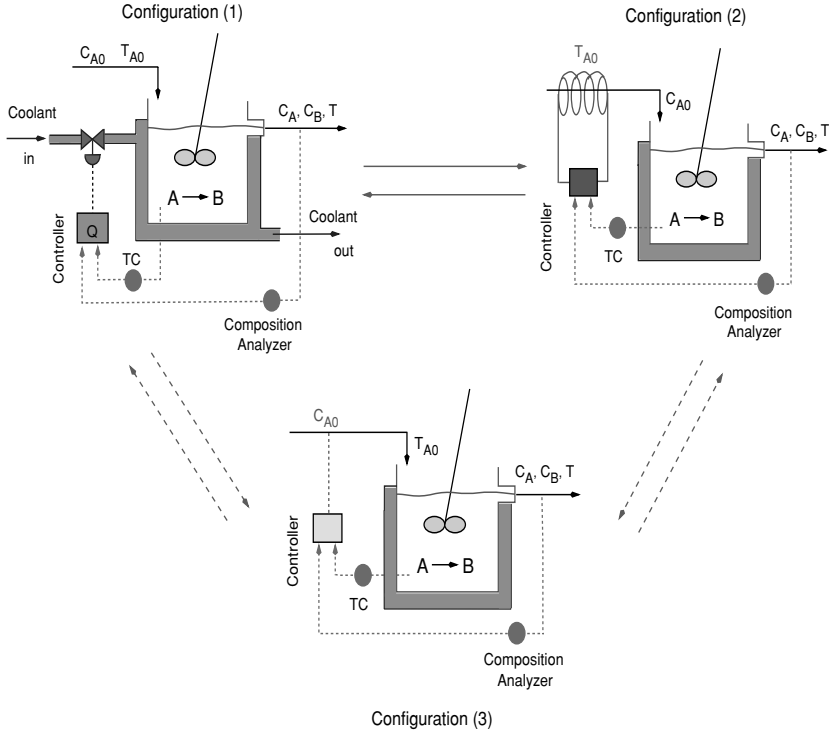 Configuration (1)
C_A0 T_A0
Coolant
in
C_A, C_B, T
A → B
Controller
Q
TC
Coolant
out
Composition
Analyzer
Configuration (2)
T_A0
C_A0
C_A, C_B, T
A → B
Controller
TC
Composition
Analyzer
C_A0
T_A0
C_A, C_B, T
A → B
Controller
TC
Composition
Analyzer
Configuration (3)